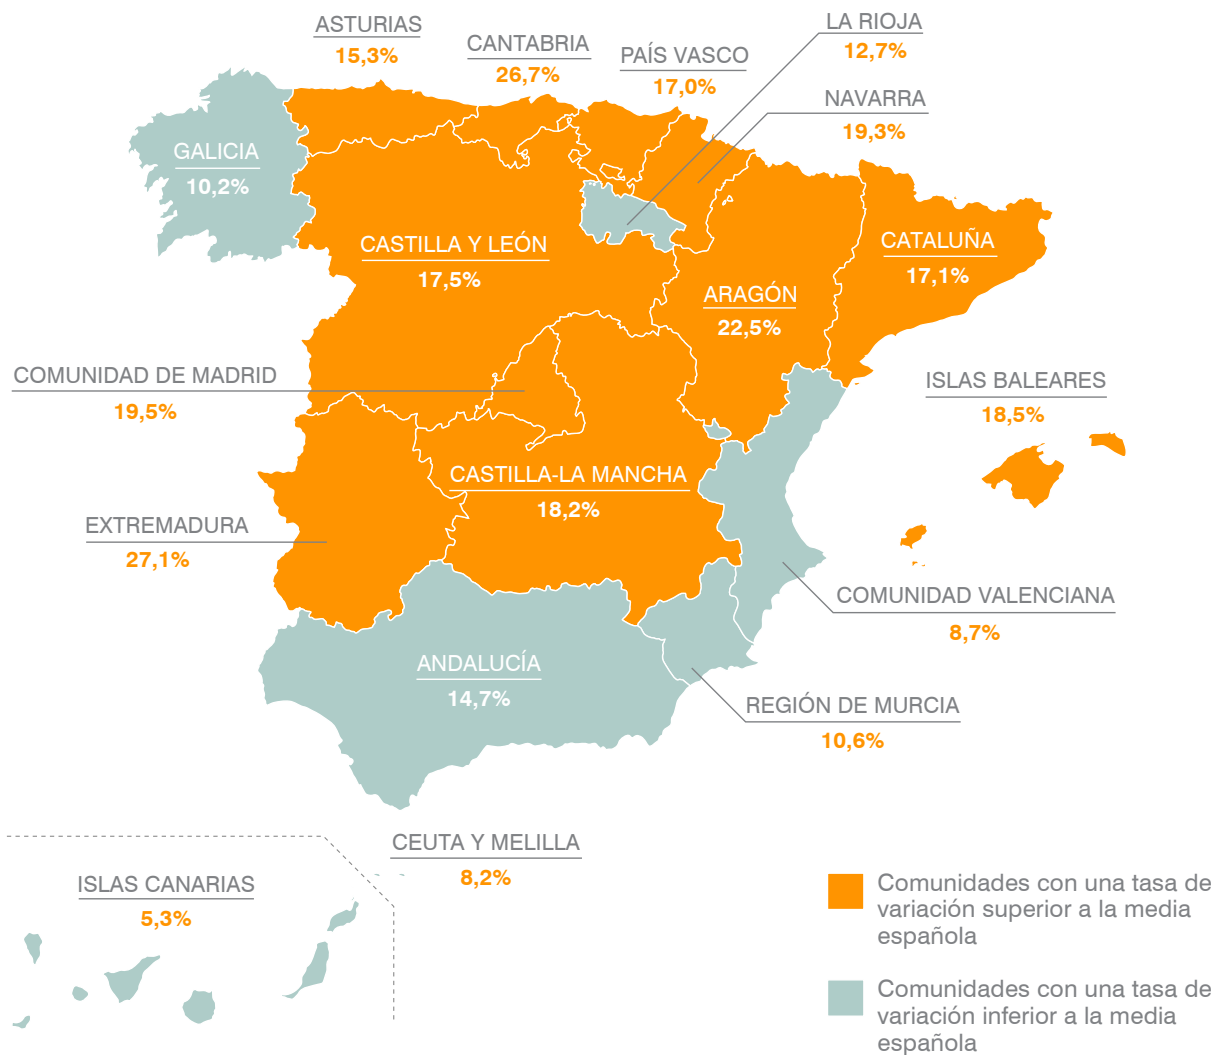 ASTURIAS
15,3%
CANTABRIA
26,7%
PAÍS VASCO
17,0%
LA RIOJA
12,7%
NAVARRA
19,3%
GALICIA
10,2%
CASTILLA Y LEÓN
17,5%
CATALUÑA
17,1%
ARAGÓN
22,5%
COMUNIDAD DE MADRID
19,5%
ISLAS BALEARES
18,5%
CASTILLA-LA MANCHA
18,2%
EXTREMADURA
27,1%
COMUNIDAD VALENCIANA
8,7%
ANDALUCÍA
14,7%
REGIÓN DE MURCIA
10,6%
CEUTA Y MELILLA
8,2%
ISLAS CANARIAS
5,3%
Comunidades con una tasa de
variación superior a la media
española
Comunidades con una tasa de
variación inferior a la media
española